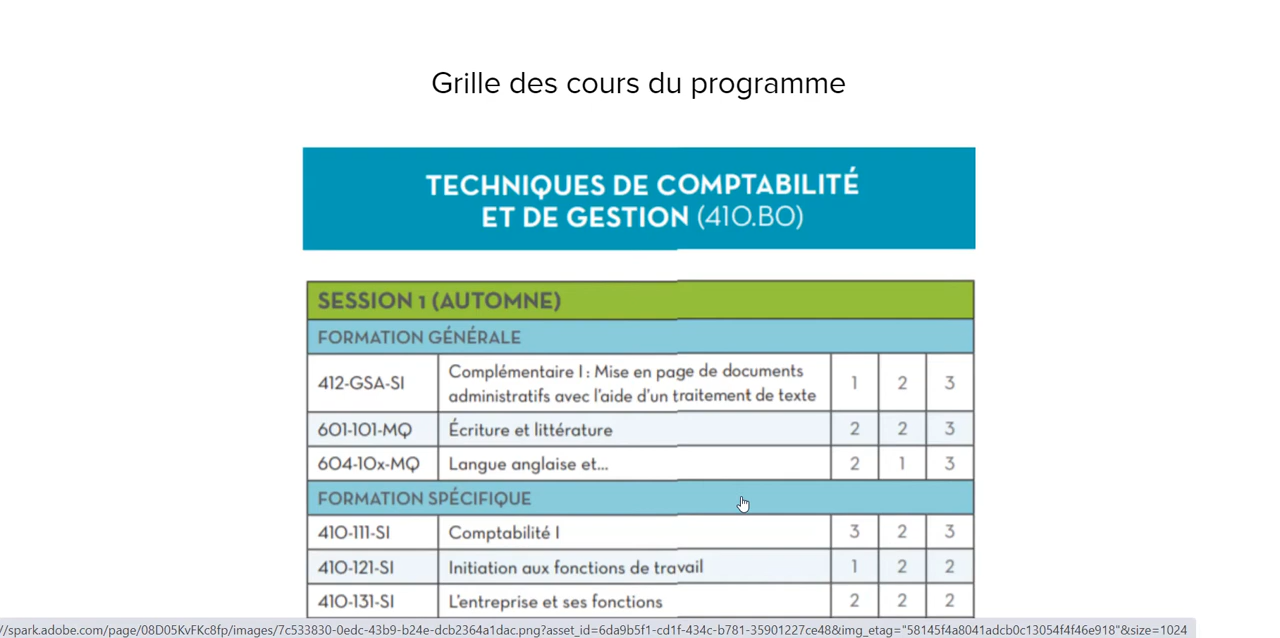 Grille des cours du programme
TECHNIQUES DE COMPTABILITÉ
ET DE GESTION (410.BO)
SESSION 1 (AUTOMNE)
FORMATION GÉNÉRALE
412-GSA-SI Complémentaire I : Mise en page de documents administratifs avec l'aide d'un traitement de texte 1 2 3
601-101-MQ Écriture et littérature 2 2 3
604-10x-MQ Langue anglaise et... 2 1 3
FORMATION SPÉCIFIQUE
410-111-SI Comptabilité I 3 2 3
410-121-SI Initiation aux fonctions de travail 1 2 2
410-131-SI L'entreprise et ses fonctions 2 2 2
//spark.adobe.com/page/08D05KvFKc8fp/images/7c533830-0edc-43b9-b24e-dcb2364a1dac.png?asset_id=6da9b5f1-cd1f-434c-b781-35901227ce48&img_etag="58145f4a8041adcb0c13054f4f46e918"&size=1024